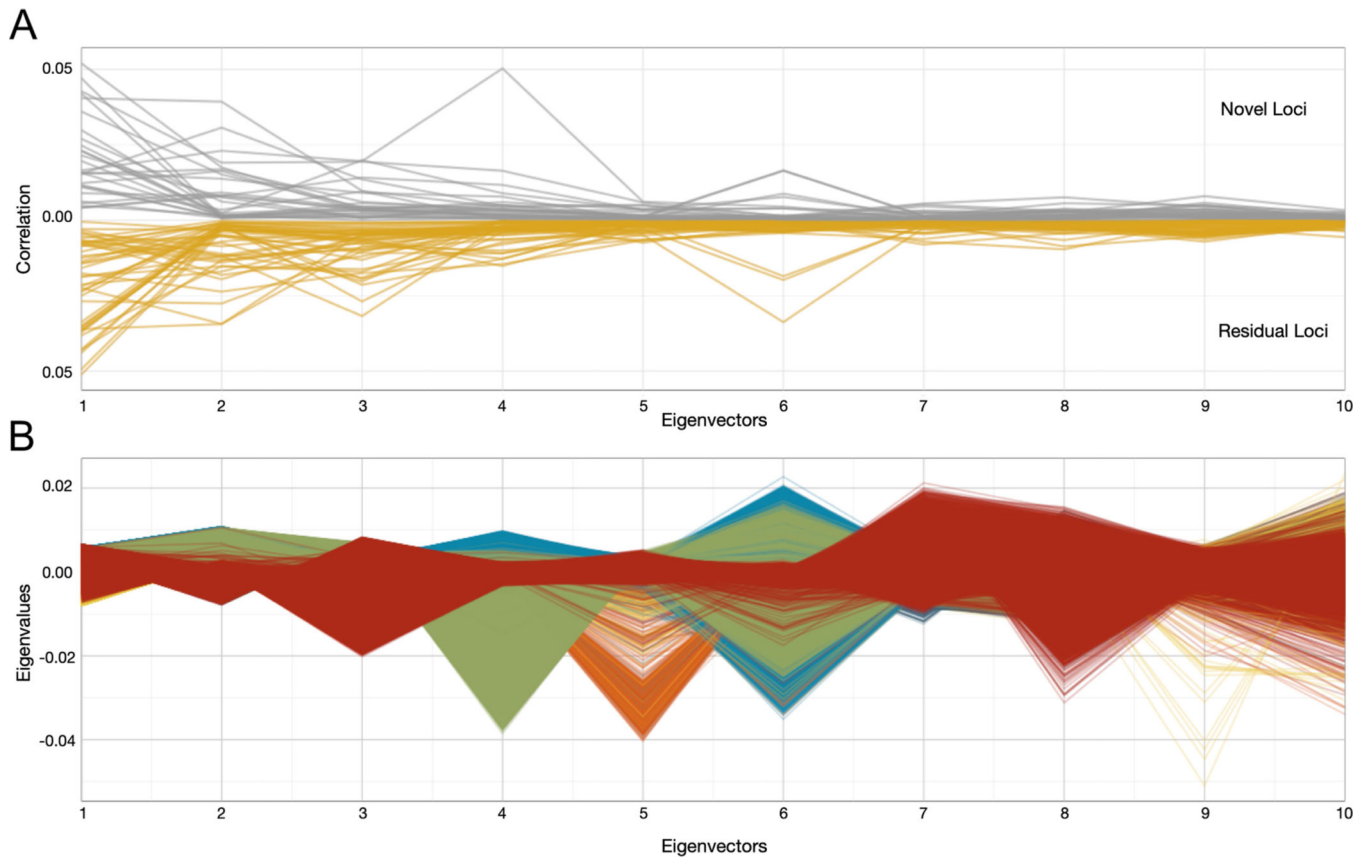 A
0.05
Novel Loci
0.00
Correlation
Residual Loci
0.05
1 2 3 4 5 6 7 8 9 10
Eigenvectors
B
0.02
0.00
Eigenvalues
-0.02
-0.04
1 2 3 4 5 6 7 8 9 10
Eigenvectors